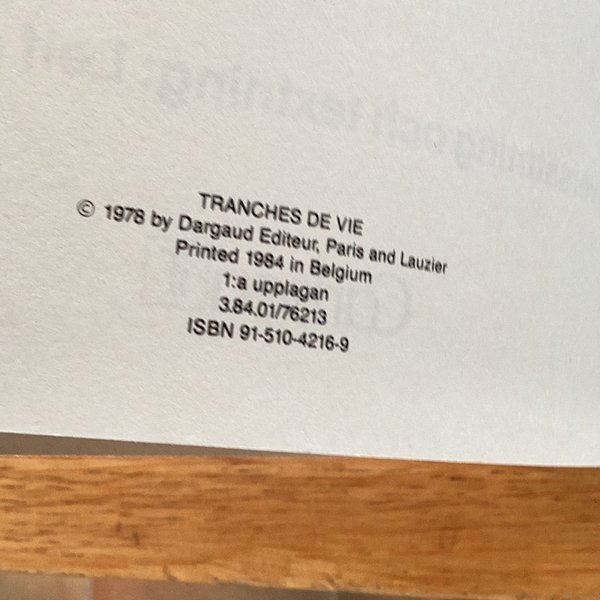 TRANCHES DE VIE
© 1978 by Dargaud Editeur, Paris and Lauzier
Printed 1984 in Belgium
1:a upplagan
3.84.01/76213
ISBN 91-510-4216-9